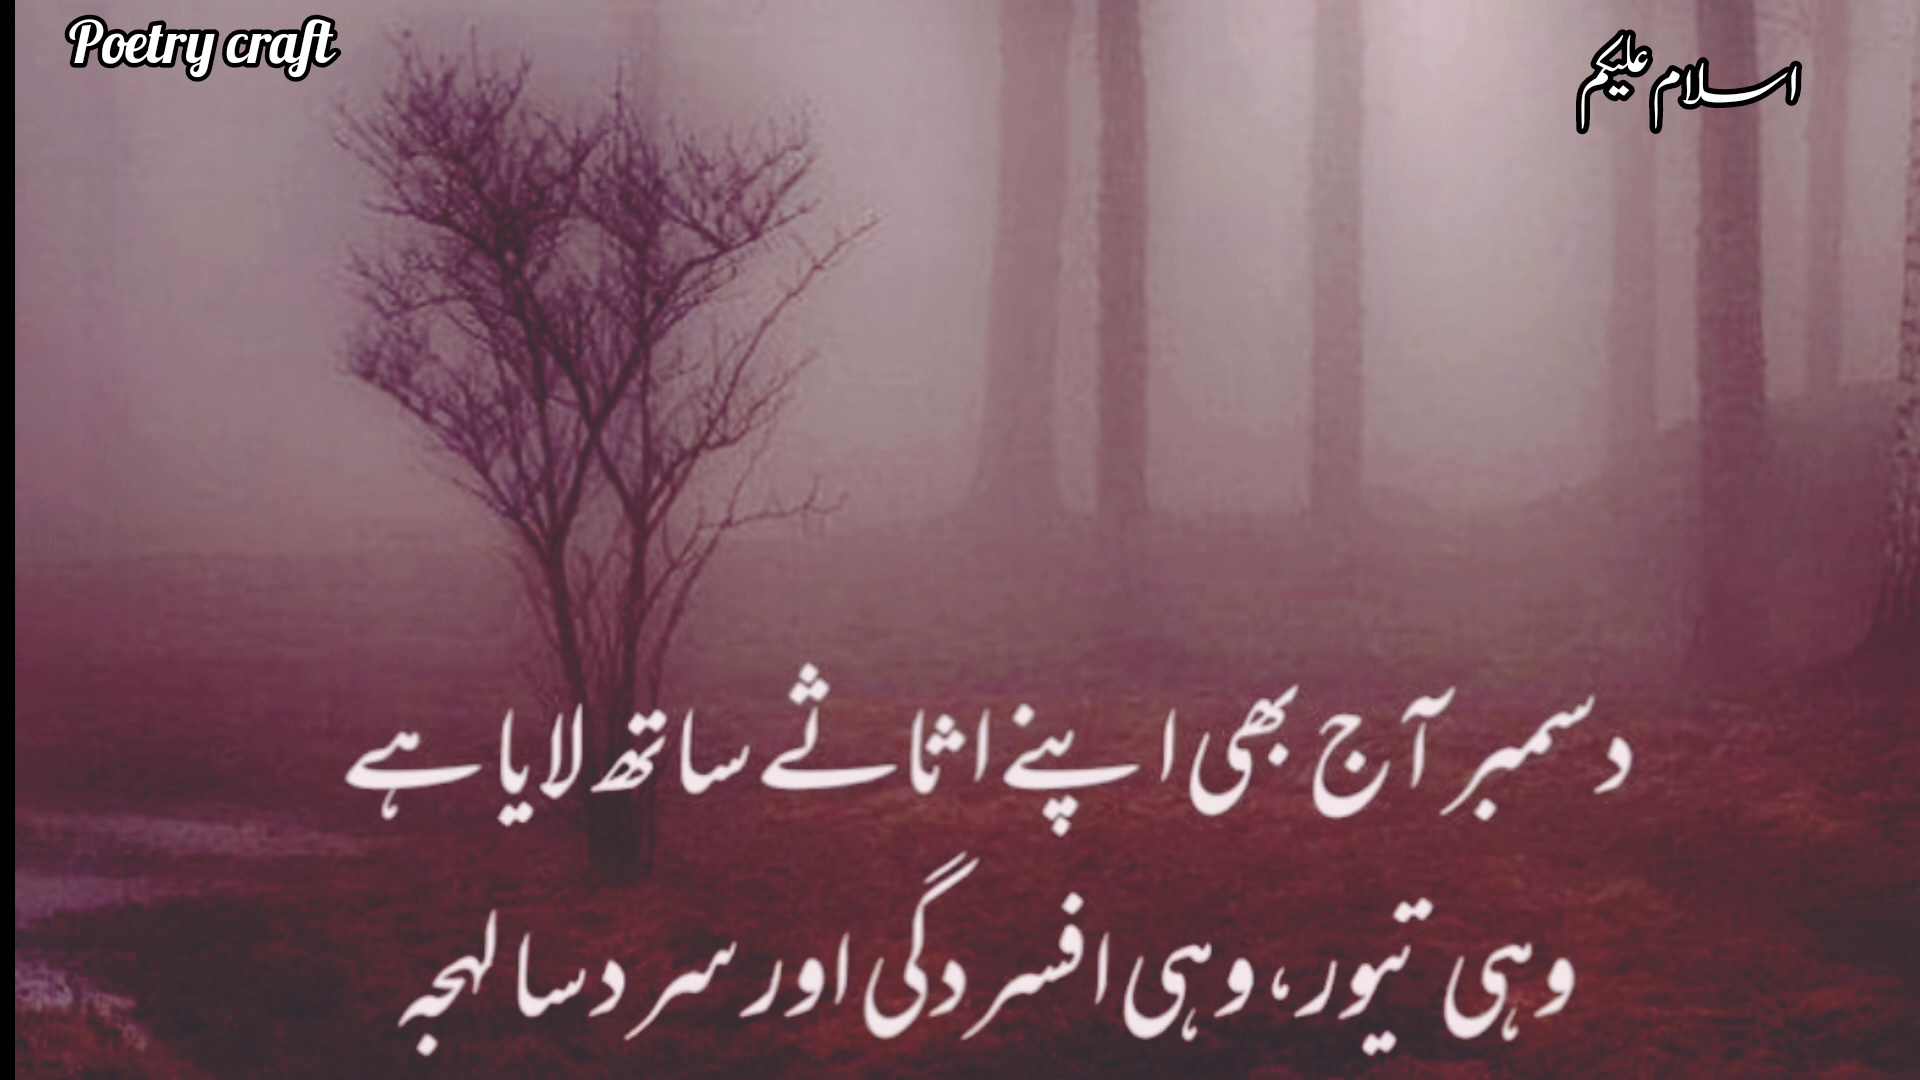 Poetry craft
اسلام علیکم
دسمبر آج بھی اپنے اثاثے ساتھ لایا ہے
وہی تیور، وہی افسردگی اور سرد سا لہجہ